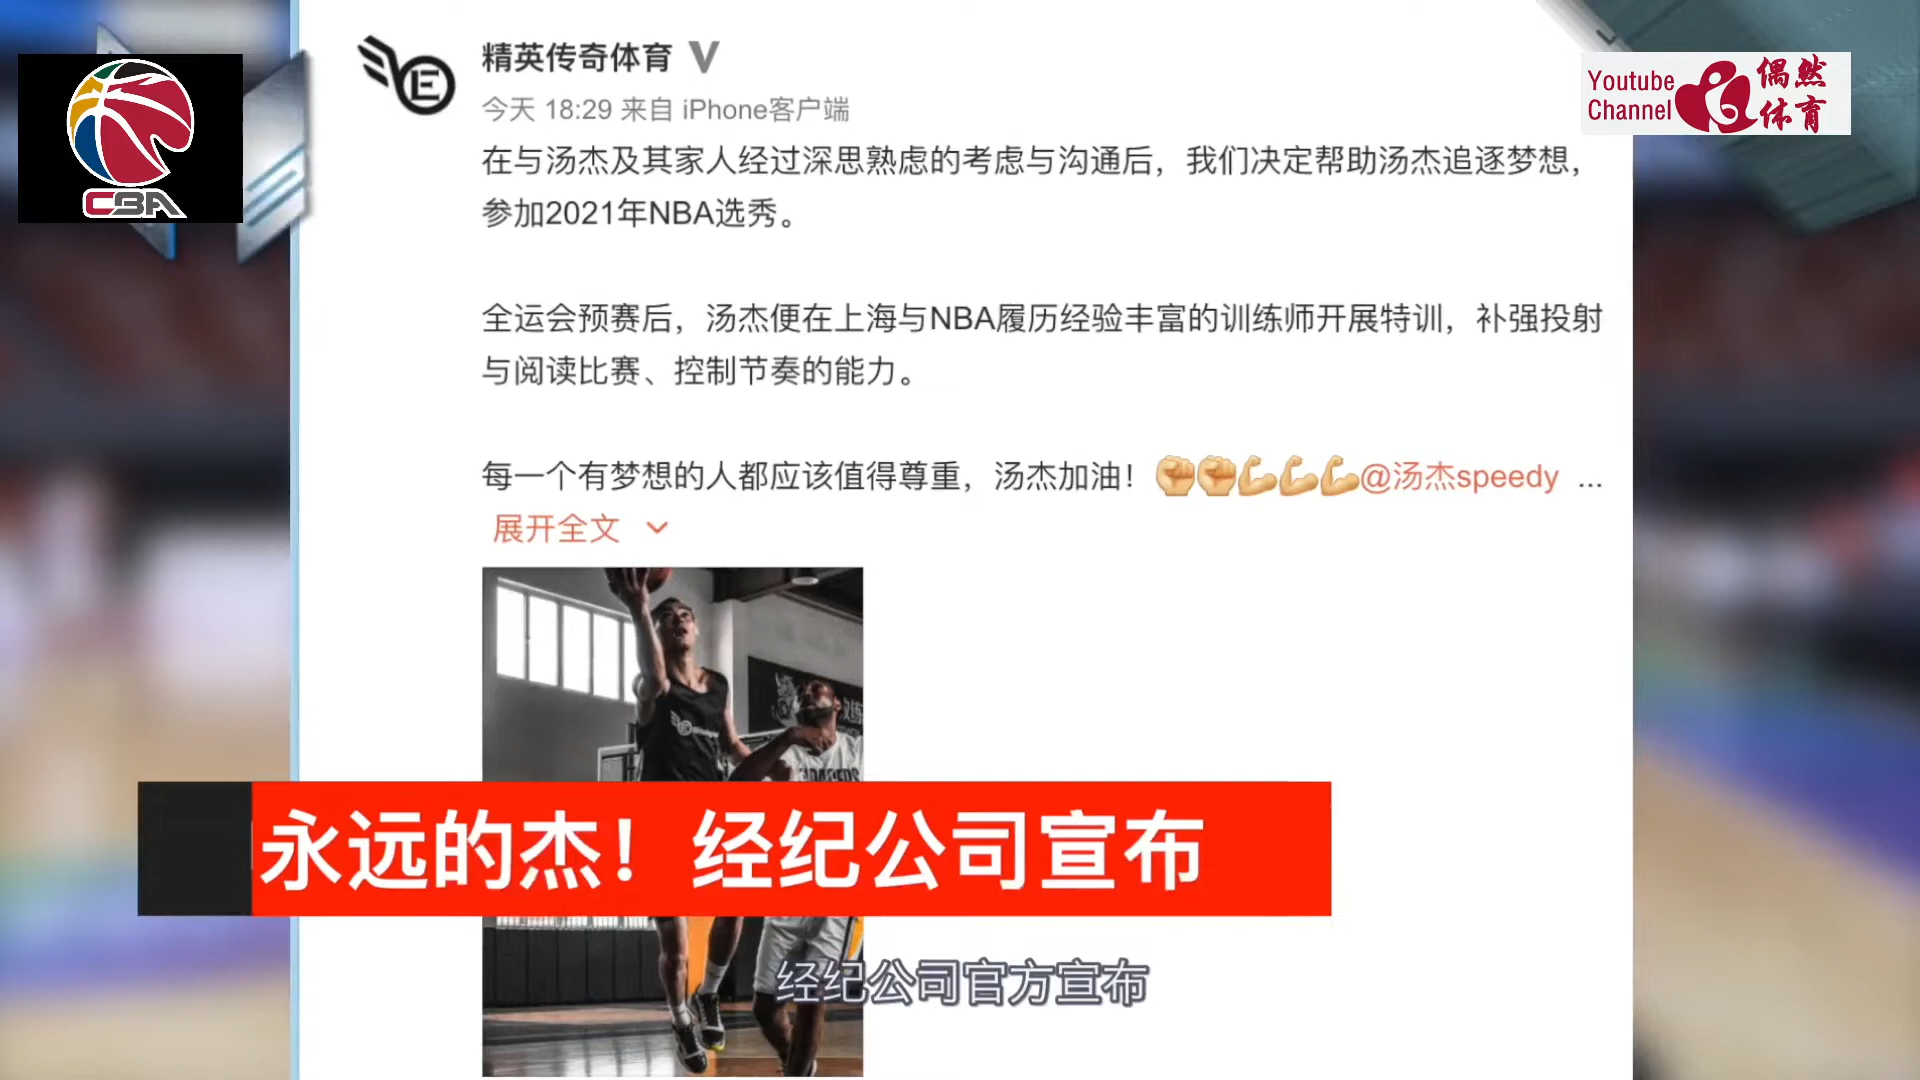 CBA
精英传奇体育 V
今天 18:29 来自 iPhone客户端
Youtube
Channel
偶然
体育
在与汤杰及其家人经过深思熟虑的考虑与沟通后，我们决定帮助汤杰追逐梦想，
参加2021年NBA选秀。
全运会预赛后，汤杰便在上海与NBA履历经验丰富的训练师开展特训，补强投射
与阅读比赛、控制节奏的能力。
每一个有梦想的人都应该值得尊重，汤杰加油！✊✊💪💪💪@汤杰speedy ...
展开全文
永远的杰！经纪公司宣布
经纪公司官方宣布